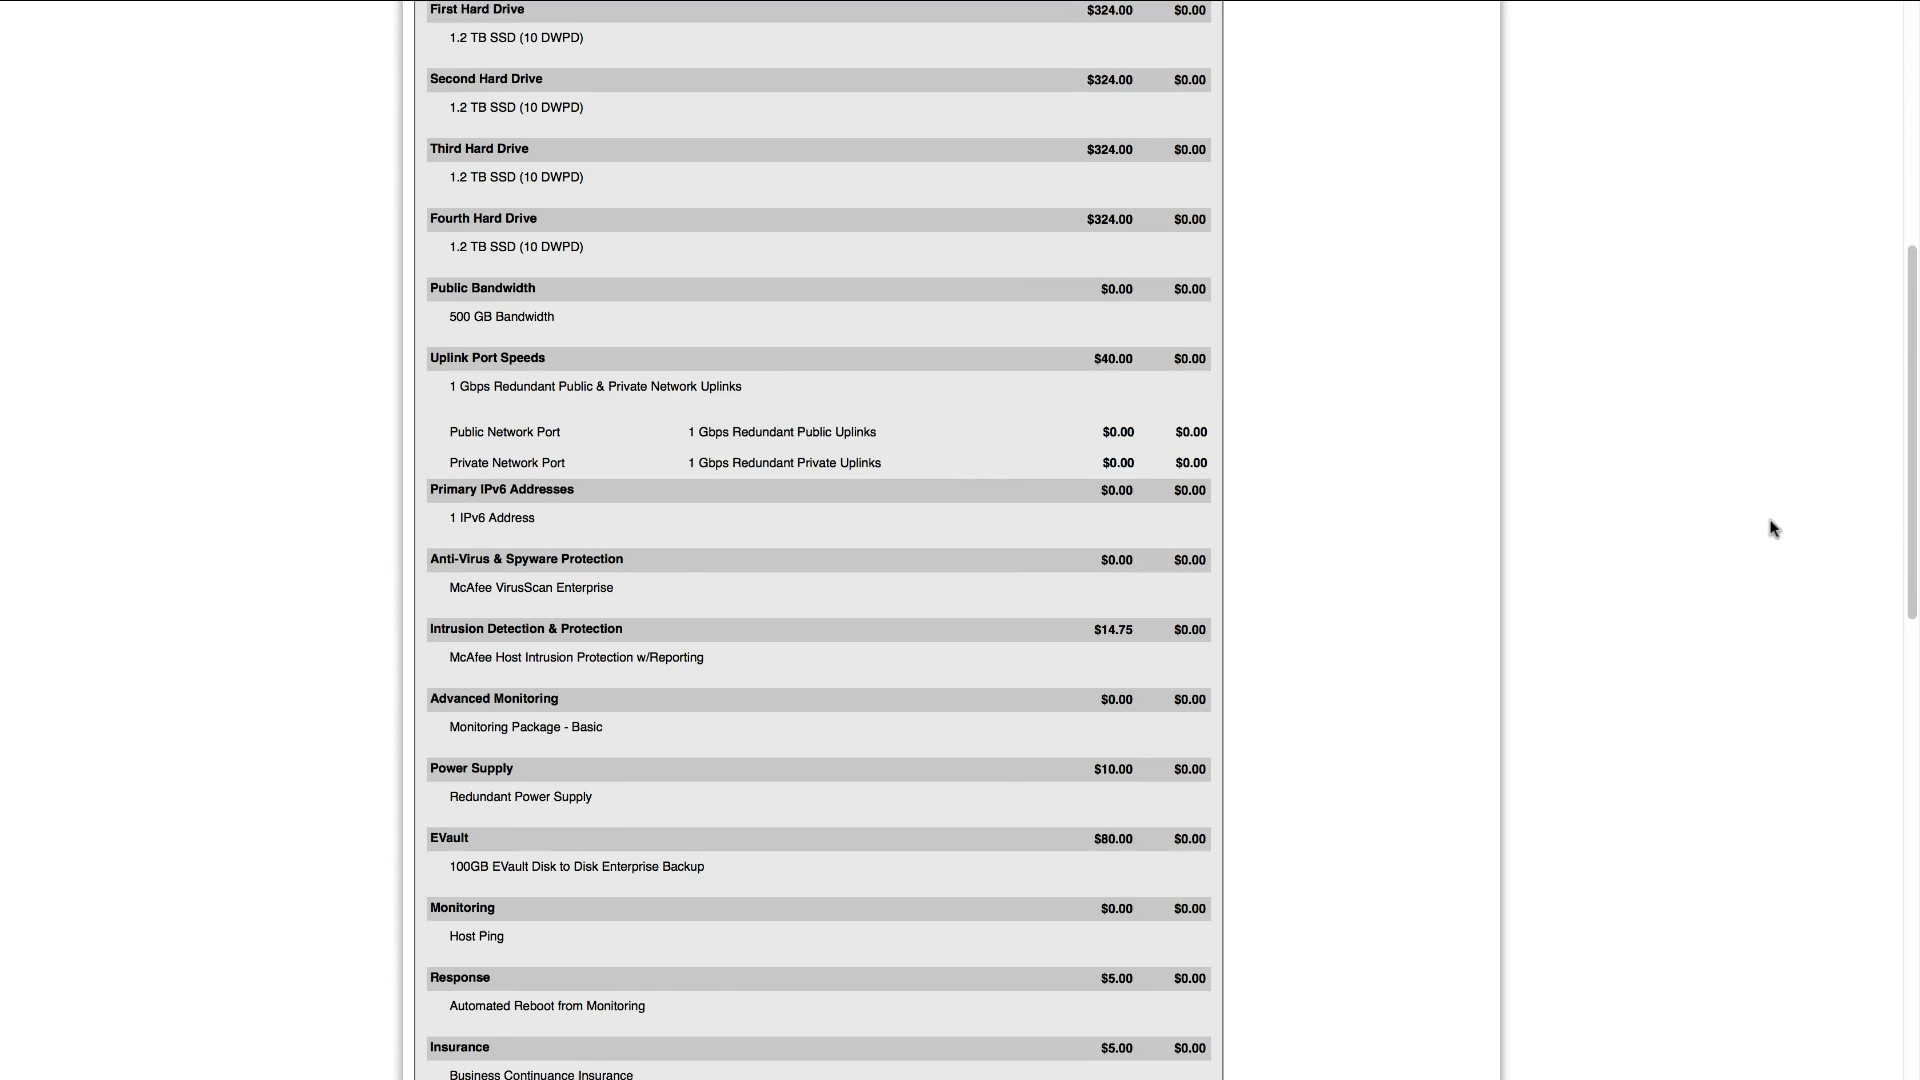 First Hard Drive $324.00 $0.00
1.2 TB SSD (10 DWPD)
Second Hard Drive $324.00 $0.00
1.2 TB SSD (10 DWPD)
Third Hard Drive $324.00 $0.00
1.2 TB SSD (10 DWPD)
Fourth Hard Drive $324.00 $0.00
1.2 TB SSD (10 DWPD)
Public Bandwidth $0.00 $0.00
500 GB Bandwidth
Uplink Port Speeds $40.00 $0.00
1 Gbps Redundant Public & Private Network Uplinks
Public Network Port 1 Gbps Redundant Public Uplinks $0.00 $0.00
Private Network Port 1 Gbps Redundant Private Uplinks $0.00 $0.00
Primary IPv6 Addresses $0.00 $0.00
1 IPv6 Address
Anti-Virus & Spyware Protection $0.00 $0.00
McAfee VirusScan Enterprise
Intrusion Detection & Protection $14.75 $0.00
McAfee Host Intrusion Protection w/Reporting
Advanced Monitoring $0.00 $0.00
Monitoring Package - Basic
Power Supply $10.00 $0.00
Redundant Power Supply
EVault $80.00 $0.00
100GB EVault Disk to Disk Enterprise Backup
Monitoring $0.00 $0.00
Host Ping
Response $5.00 $0.00
Automated Reboot from Monitoring
Insurance $5.00 $0.00
Business Continuance Insurance